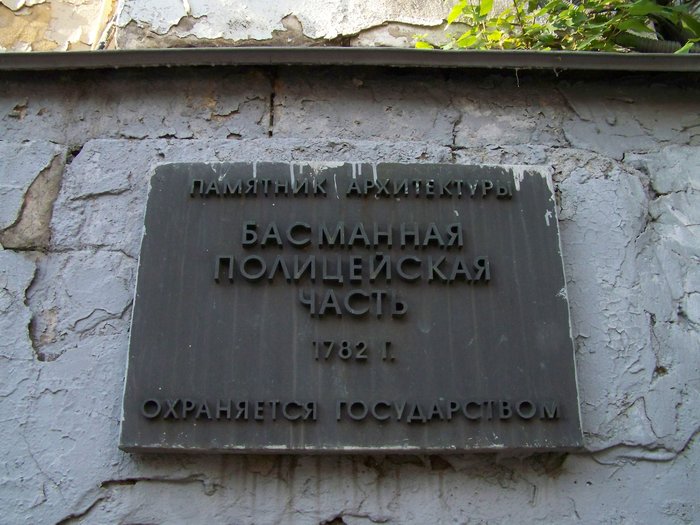 ПАМЯТНИК АРХИТЕКТУРЫ
БАСМАННАЯ
ПОЛИЦЕЙСКАЯ
ЧАСТЬ
1782 Г.
ОХРАНЯЕТСЯ ГОСУДАРСТВОМ